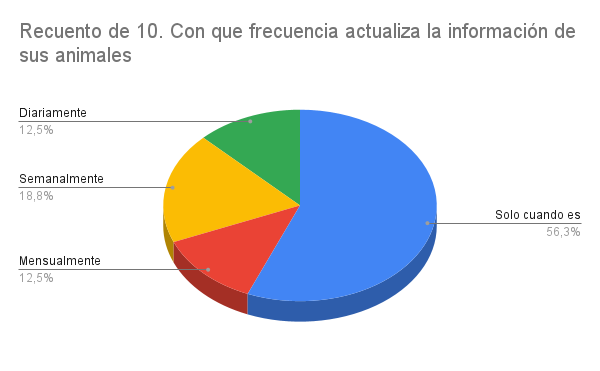 Recuento de 10. Con que frecuencia actualiza la información de
sus animales
Diariamente
12,5%
Semanalmente
18,8%
Mensualmente
12,5%
Solo cuando es
56,3%